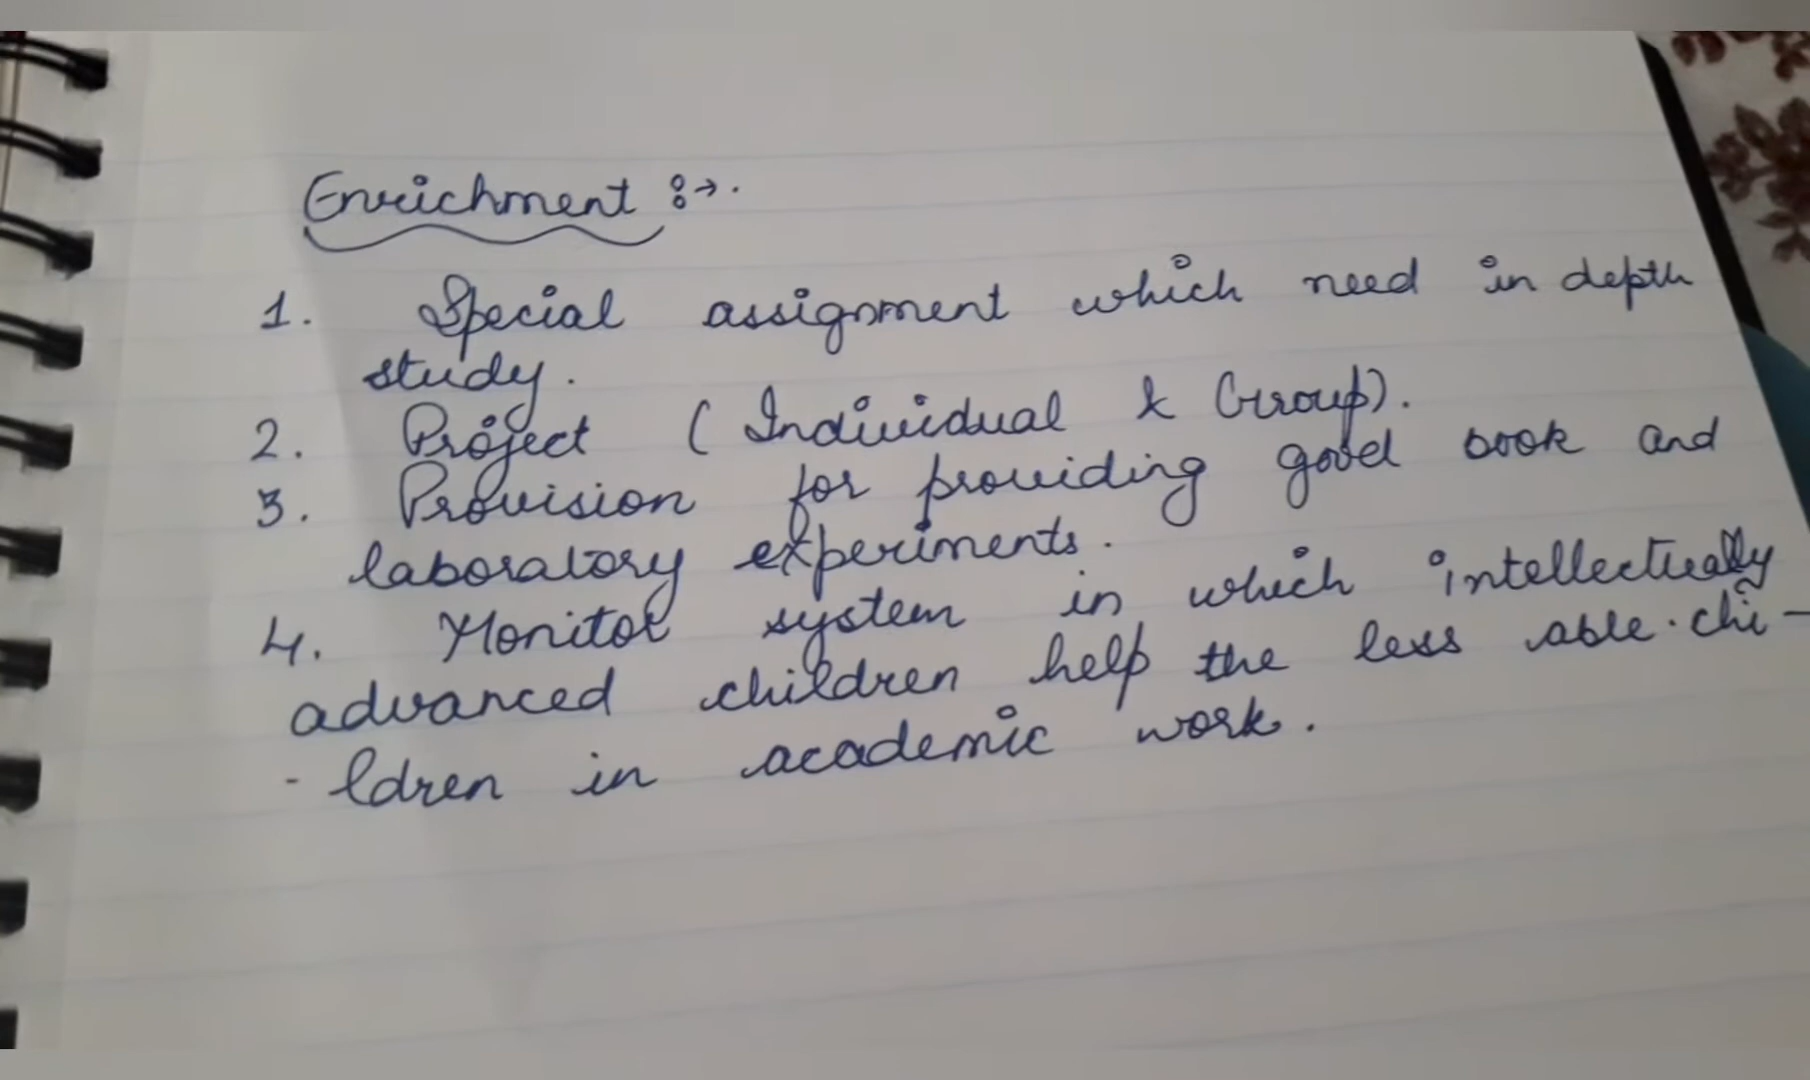 Enrichment :→.
1. Special assignment which need in depth
study.
2. Project (Individual & Group).
3. Provision for providing good book and
laboratory experiments.
4. Monitor system in which intellectually
advanced children help the less able chi-
-ldren in academic work.